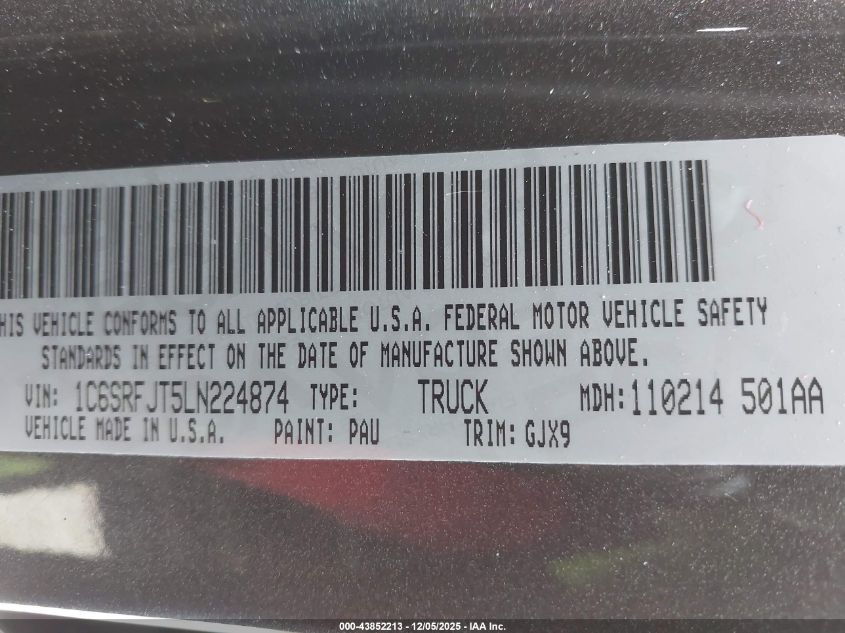 HIS VEHICLE CONFORMS TO ALL APPLICABLE U.S.A. FEDERAL MOTOR VEHICLE SAFETY
STANDARDS IN EFFECT ON THE DATE OF MANUFACTURE SHOWN ABOVE.
VIN: 1C6SRFJT5LN224874 TYPE: TRUCK MDH:110214 501AA
VEHICLE MADE IN U.S.A. PAINT: PAU TRIM: GJX9
000-43852213 - 12/05/2025 - IAA Inc.